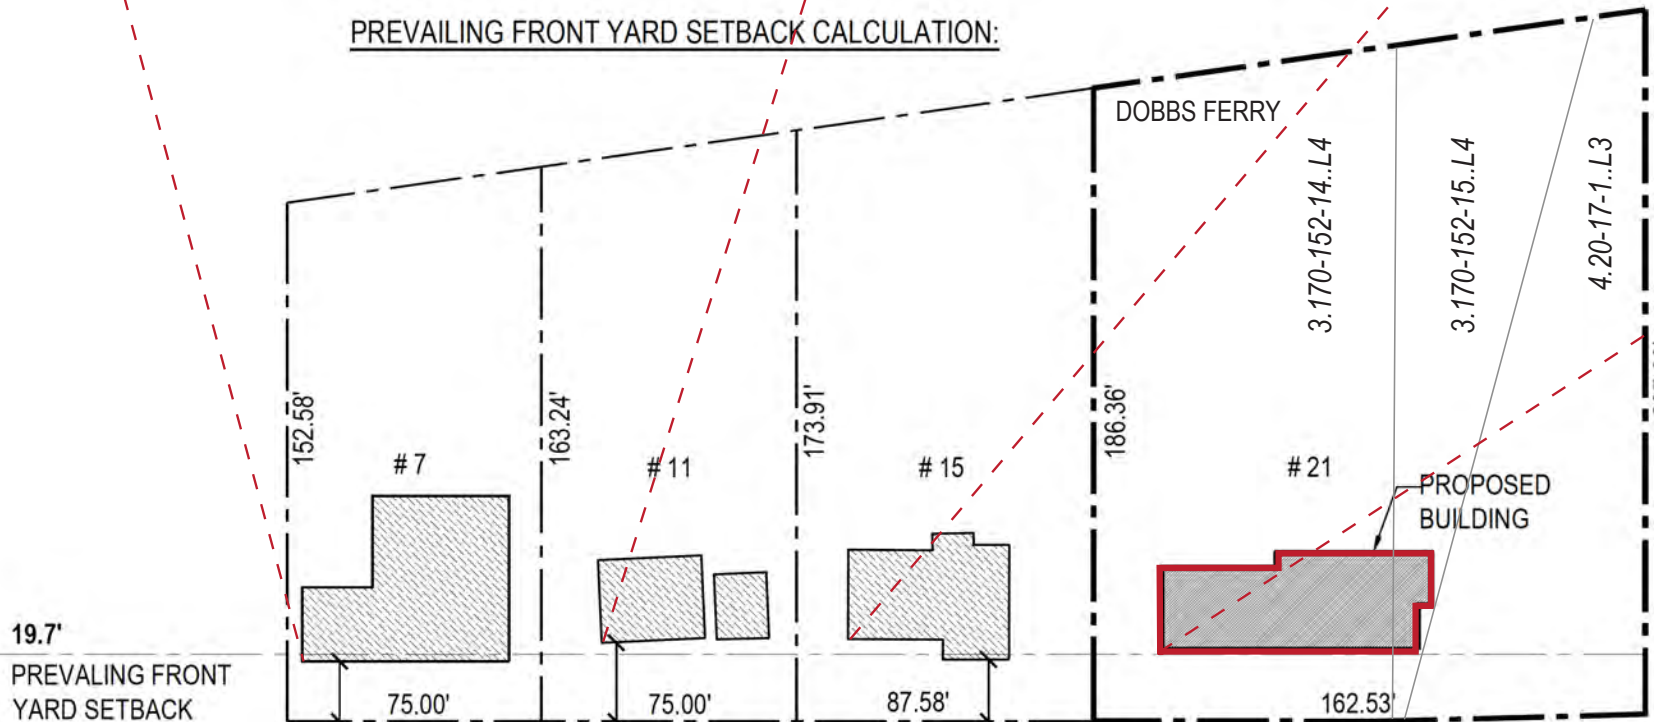 PREVAILING FRONT YARD SETBACK CALCULATION:
DOBBS FERRY
3.170-152-14.L4
3.170-152-15..L4
4.20-17-1..L3
152.58'
163.24'
173.91'
186.36'
# 7
# 11
# 15
# 21
PROPOSED
BUILDING
19.7'
PREVALING FRONT
YARD SETBACK
75.00'
75.00'
87.58'
162.53'